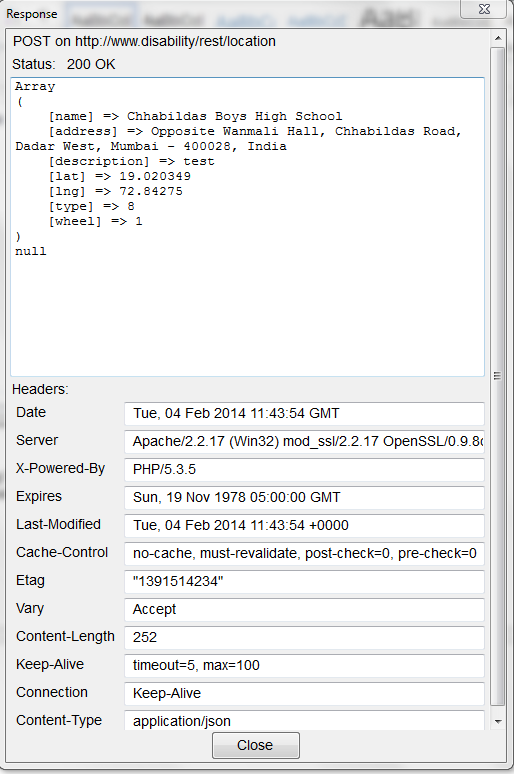 Response
POST on http://www.disability/rest/location
Status: 200 OK
Array
(
[name] => Chhabildas Boys High School
[address] => Opposite Wanmali Hall, Chhabildas Road,
Dadar West, Mumbai - 400028, India
[description] => test
[lat] => 19.020349
[lng] => 72.84275
[type] => 8
[wheel] => 1
)
null
Headers:
Date Tue, 04 Feb 2014 11:43:54 GMT
Server Apache/2.2.17 (Win32) mod_ssl/2.2.17 OpenSSL/0.9.8
X-Powered-By PHP/5.3.5
Expires Sun, 19 Nov 1978 05:00:00 GMT
Last-Modified Tue, 04 Feb 2014 11:43:54 +0000
Cache-Control no-cache, must-revalidate, post-check=0, pre-check=0
Etag "1391514234"
Vary Accept
Content-Length 252
Keep-Alive timeout=5, max=100
Connection Keep-Alive
Content-Type application/json
Close